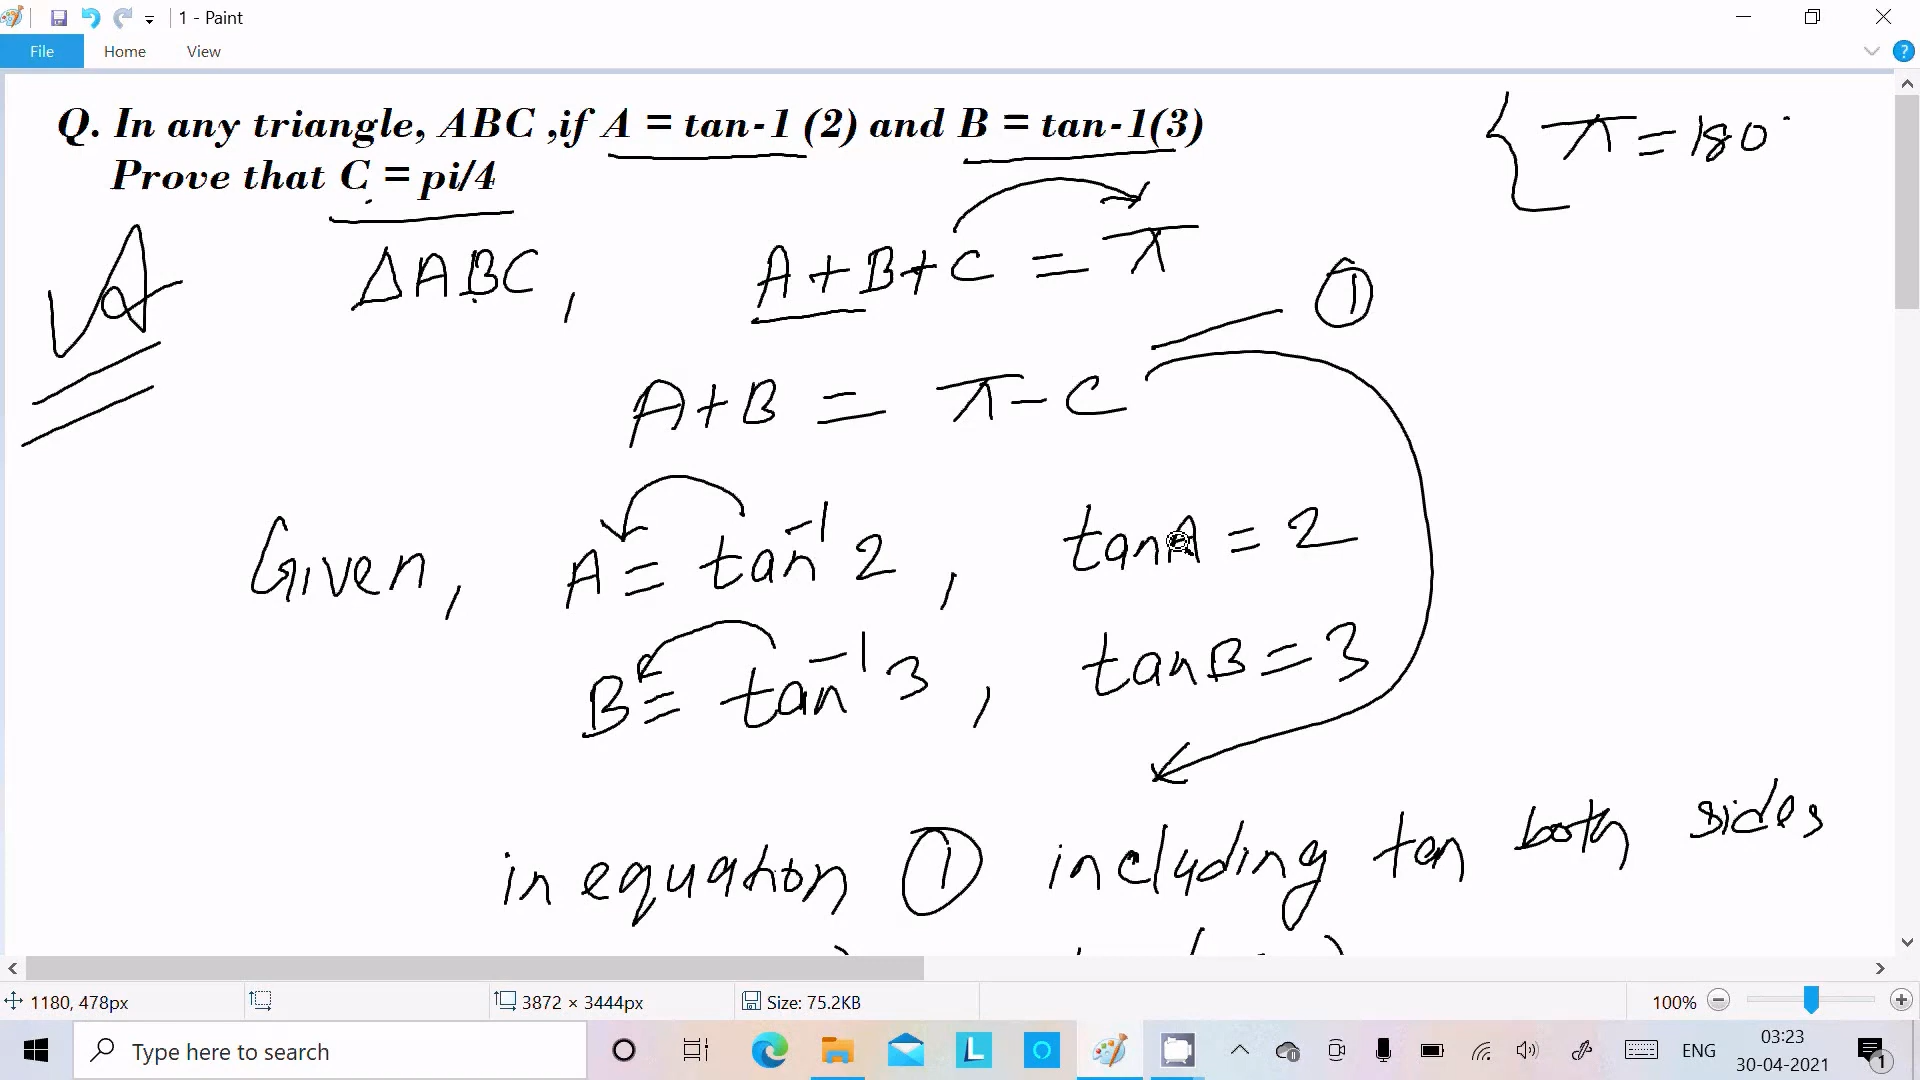 1 - Paint
File Home View
Q. In any triangle, ABC ,if A = tan-1 (2) and B = tan-1(3)
Prove that C = pi/4
π = 180°
ΔABC, A+B+C = π
①
A+B = π-C
Given, A = tan⁻¹ 2, tanA = 2
B = tan⁻¹ 3, tanB = 3
in equation ① including tan both sides
1180, 478px 3872 × 3444px Size: 75.2KB 100%
Type here to search
ENG
03:23
30-04-2021
1